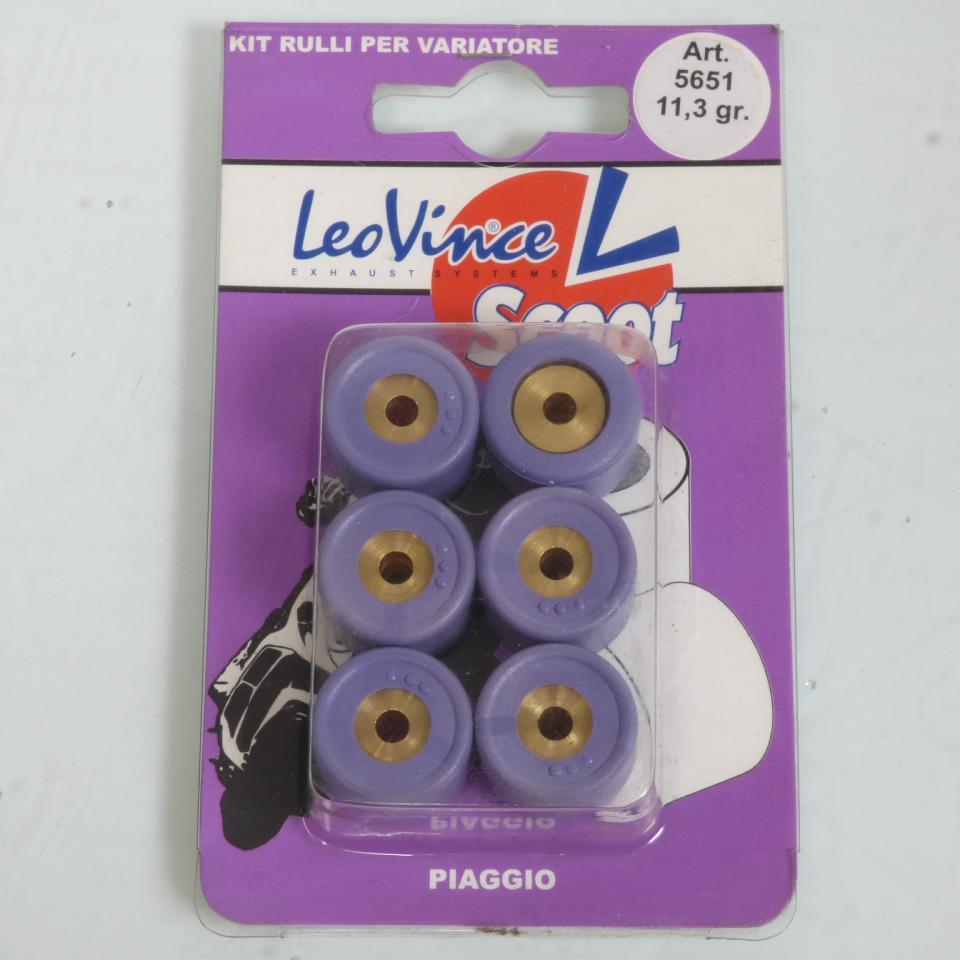 KIT RULLI PER VARIATORE
Art.
5651
11,3 gr.
LeoVince®
EXHAUST SYSTEMS
Scoot
PIAGGIO